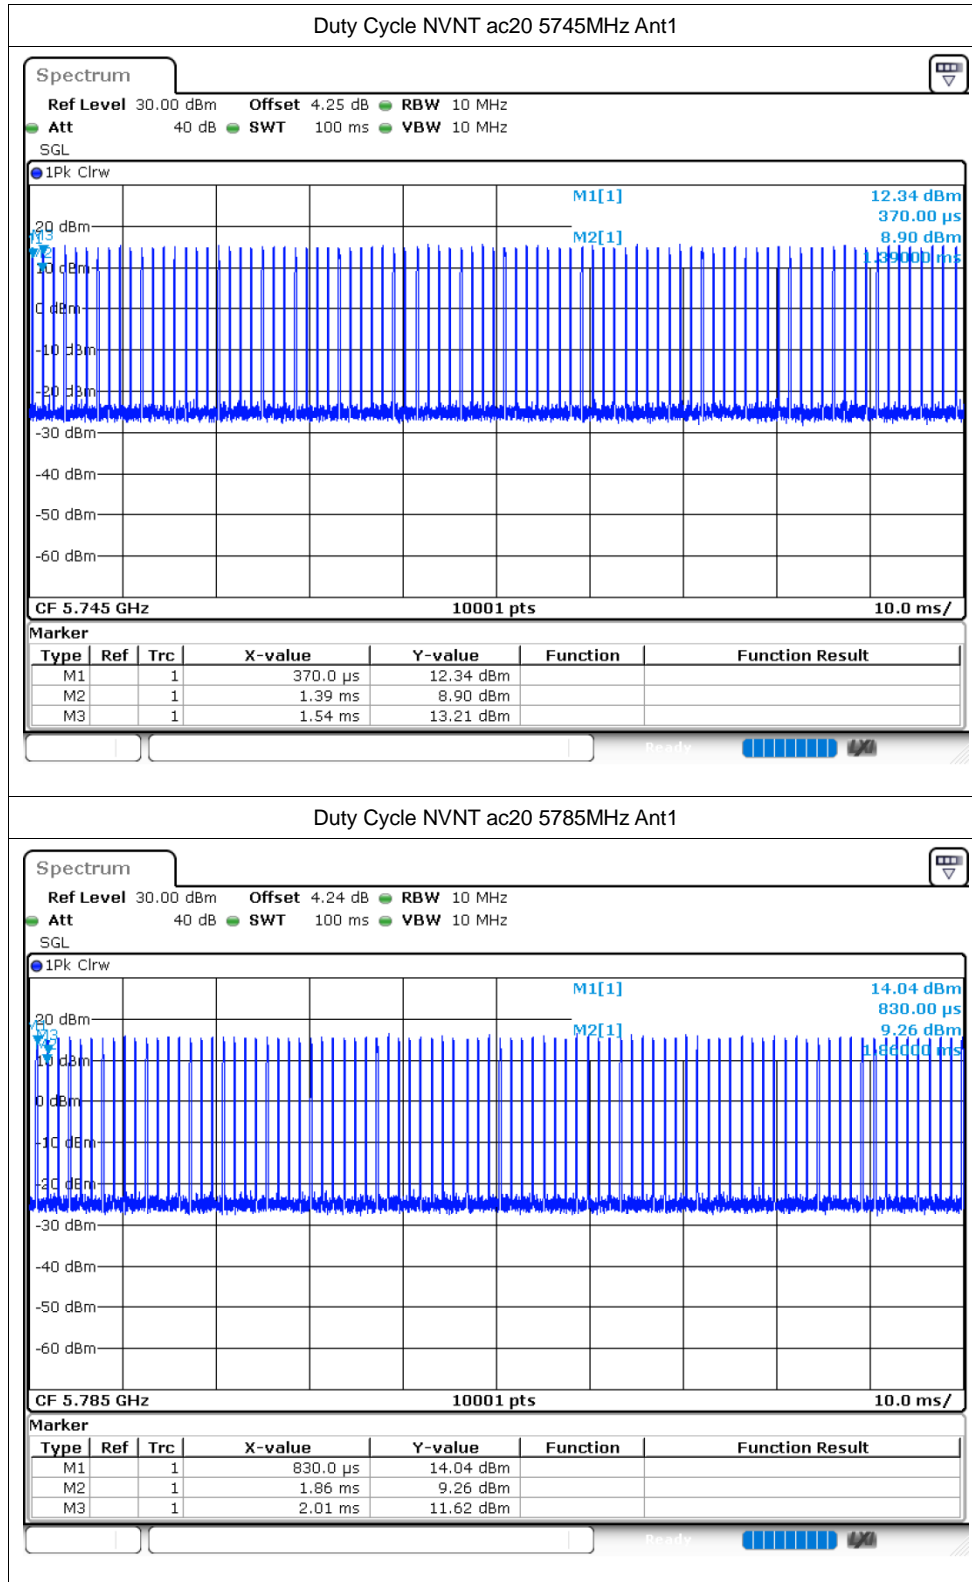 Duty Cycle NVNT ac20 5745MHz Ant1
Spectrum
Ref Level 30.00 dBm Offset 4.25 dB RBW 10 MHz
Att 40 dB SWT 100 ms VBW 10 MHz
SGL
1Pk Clrw
M1[1] 12.34 dBm
370.00 µs
20 dBm
M2[1] 8.90 dBm
1.39000 ms
M3
M2
10 dBm
0 dBm
-10 dBm
-20 dBm
-30 dBm
-40 dBm
-50 dBm
-60 dBm
CF 5.745 GHz 10001 pts 10.0 ms/
Marker
Type Ref Trc X-value Y-value Function Function Result
M1 1 370.0 µs 12.34 dBm
M2 1 1.39 ms 8.90 dBm
M3 1 1.54 ms 13.21 dBm
Ready LXI
Duty Cycle NVNT ac20 5785MHz Ant1
Spectrum
Ref Level 30.00 dBm Offset 4.24 dB RBW 10 MHz
Att 40 dB SWT 100 ms VBW 10 MHz
SGL
1Pk Clrw
M1[1] 14.04 dBm
830.00 µs
20 dBm
M2[1] 9.26 dBm
1.86000 ms
M3
10 dBm
0 dBm
-10 dBm
-20 dBm
-30 dBm
-40 dBm
-50 dBm
-60 dBm
CF 5.785 GHz 10001 pts 10.0 ms/
Marker
Type Ref Trc X-value Y-value Function Function Result
M1 1 830.0 µs 14.04 dBm
M2 1 1.86 ms 9.26 dBm
M3 1 2.01 ms 11.62 dBm
Ready LXI